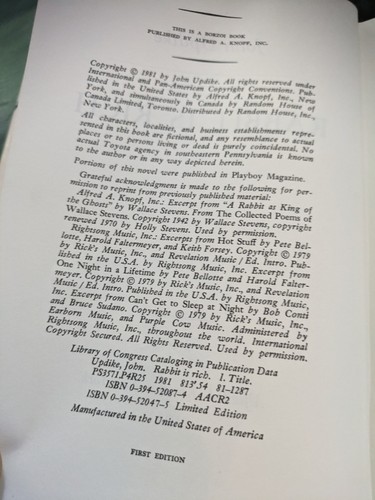 THIS IS A BORZOI BOOK
PUBLISHED BY ALFRED A. KNOPF, INC.
Copyright © 1981 by John Updike. All rights reserved under
International and Pan-American Copyright Conventions. Pub-
lished in the United States by Alfred A. Knopf, Inc., New
York, and simultaneously in Canada by Random House of
Canada Limited, Toronto. Distributed by Random House, Inc.,
New York.
All characters, localities, and business establishments repre-
sented in this book are fictional, and any resemblance to actual
places or to persons living or dead is purely coincidental. No
actual Toyota agency in southeastern Pennsylvania is known
to the author or in any way depicted herein.
Portions of this novel were published in Playboy Magazine.
Grateful acknowledgment is made to the following for per-
mission to reprint from previously published material:
Alfred A. Knopf, Inc.: Excerpt from "A Rabbit as King of
the Ghosts" by Wallace Stevens. From The Collected Poems of
Wallace Stevens. Copyright 1942 by Wallace Stevens, copyright
renewed 1970 by Holly Stevens. Used by permission.
Rightsong Music, Inc.: Excerpts from Hot Stuff by Pete Bel-
lotte, Harold Faltermeyer, and Keith Forsey. Copyright © 1979
by Rick's Music, Inc., and Revelation Music / Ed. Intro. Pub-
lished in the U.S.A. by Rightsong Music, Inc. Excerpt from
One Night in a Lifetime by Pete Bellotte and Harold Falter-
meyer. Copyright © 1979 by Rick's Music, Inc., and Revelation
Music / Ed. Intro. Published in the U.S.A. by Rightsong Music,
Inc. Excerpt from Can't Get to Sleep at Night by Bob Conti
and Bruce Sudano. Copyright © 1979 by Rick's Music, Inc.,
Earborn Music, and Purple Cow Music. Administered by
Rightsong Music, Inc., throughout the world. International
Copyright Secured. All Rights Reserved. Used by permission.
Library of Congress Cataloging in Publication Data
Updike, John. Rabbit is rich. 1. Title.
PS3571.P4R25 1981 813'.54 81-1287
ISBN 0-394-52087-4 AACR2
ISBN 0-394-52047-5 Limited Edition
Manufactured in the United States of America
FIRST EDITION